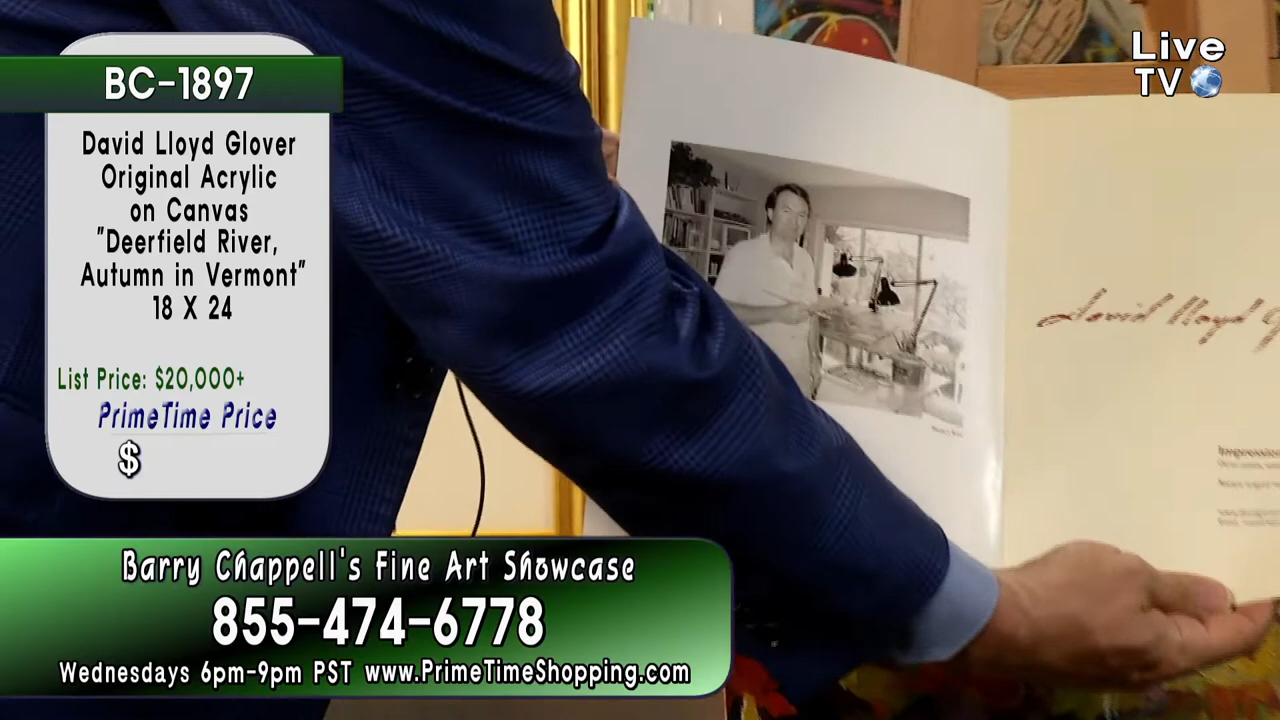 BC-1897
David Lloyd Glover
Original Acrylic
on Canvas
"Deerfield River,
Autumn in Vermont"
18 X 24
List Price: $20,000+
PrimeTime Price
$
Live
TV
David Lloyd
Barry Chappell's Fine Art Showcase
855-474-6778
Wednesdays 6pm-9pm PST www.PrimeTimeShopping.com